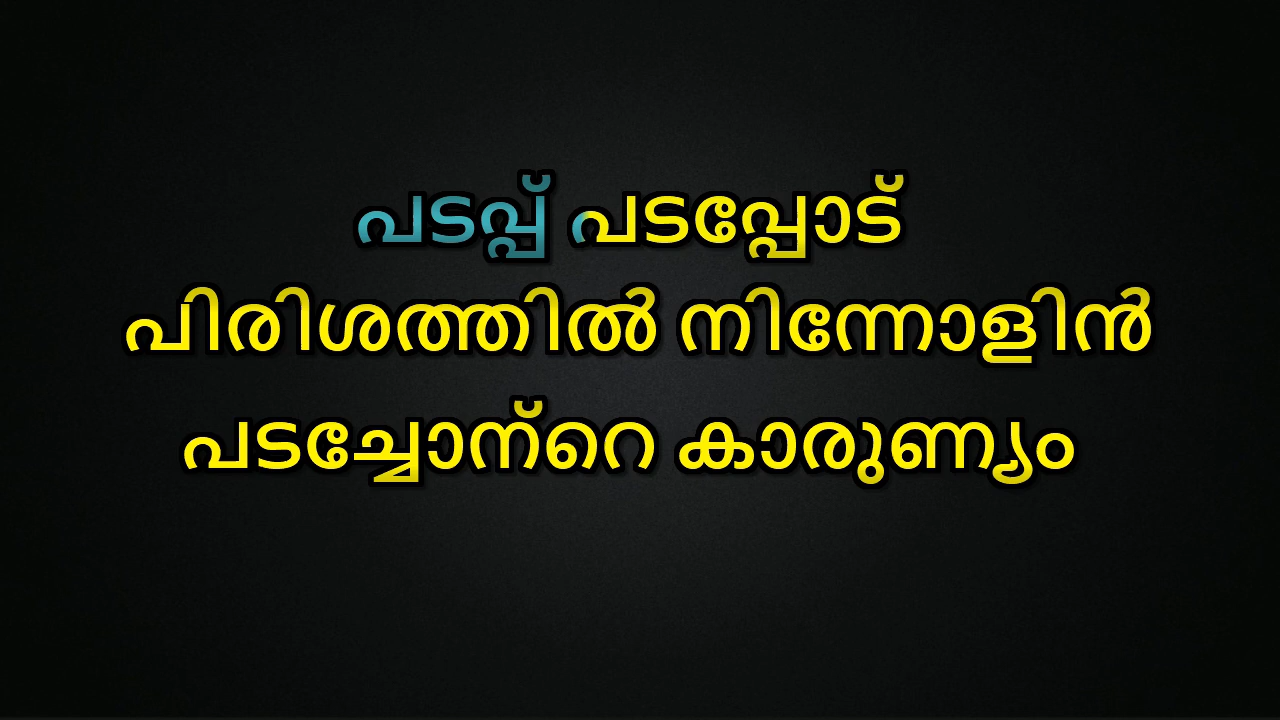 പടപ്പ് പടപ്പോട്
പിരിശത്തിൽ നിന്നോളിൻ
പടച്ചോന്റെ കാരുണ്യം